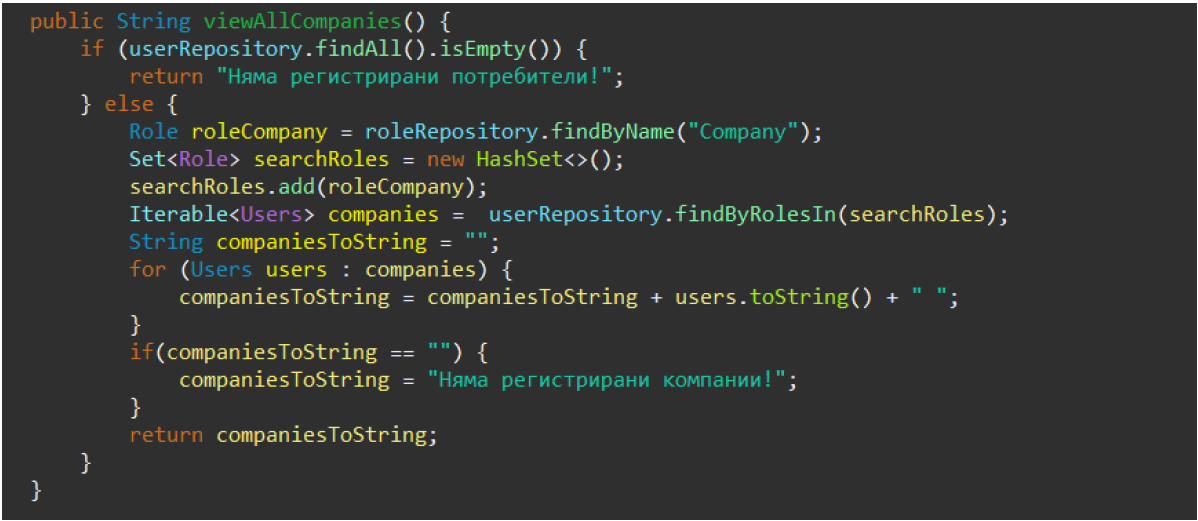 public String viewAllCompanies() {
if (userRepository.findAll().isEmpty()) {
return "Няма регистрирани потребители!";
} else {
Role roleCompany = roleRepository.findByName("Company");
Set<Role> searchRoles = new HashSet<>();
searchRoles.add(roleCompany);
Iterable<Users> companies =  userRepository.findByRolesIn(searchRoles);
String companiesToString = "";
for (Users users : companies) {
companiesToString = companiesToString + users.toString() + " ";
}
if(companiesToString == "") {
companiesToString = "Няма регистрирани компании!";
}
return companiesToString;
}
}